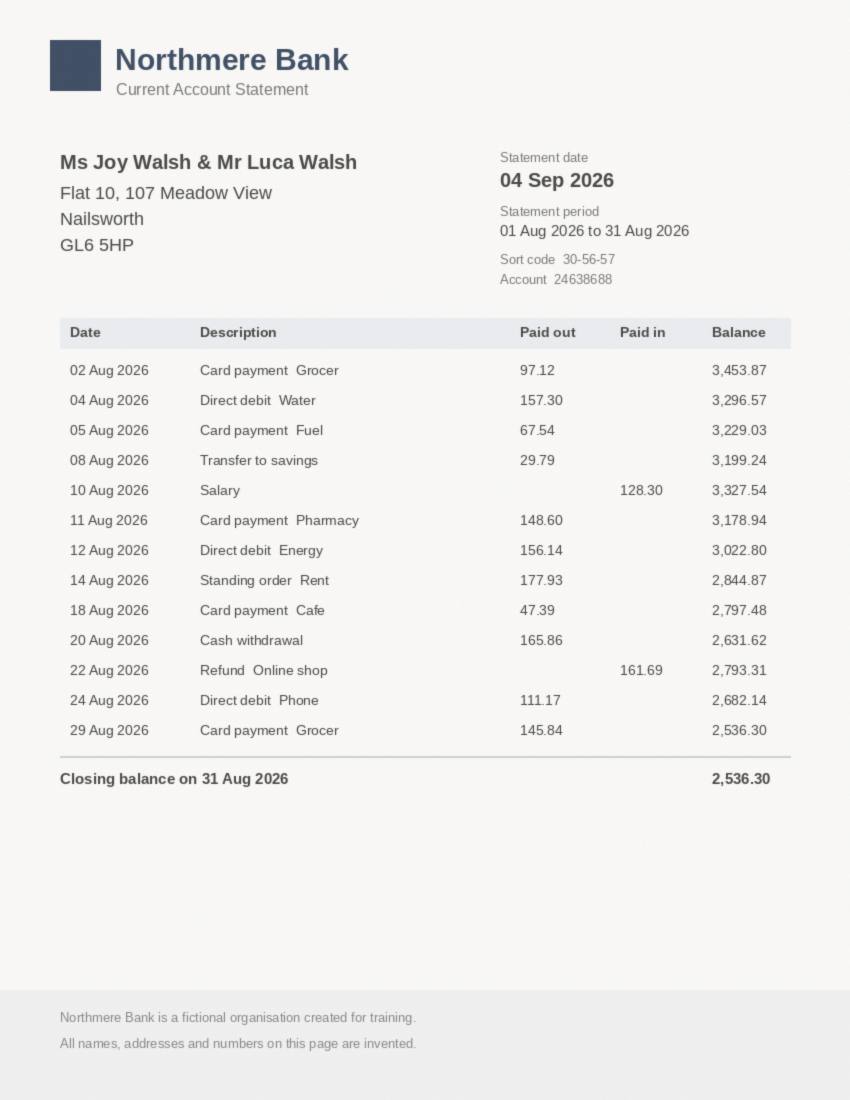 Northmere Bank
Current Account Statement
Ms Joy Walsh & Mr Luca Walsh
Flat 10, 107 Meadow View
Nailsworth
GL6 5HP
Statement date
04 Sep 2026
Statement period
01 Aug 2026 to 31 Aug 2026
Sort code 30-56-57
Account 24638688
Date Description Paid out Paid in Balance
02 Aug 2026 Card payment Grocer 97.12 3,453.87
04 Aug 2026 Direct debit Water 157.30 3,296.57
05 Aug 2026 Card payment Fuel 67.54 3,229.03
08 Aug 2026 Transfer to savings 29.79 3,199.24
10 Aug 2026 Salary 128.30 3,327.54
11 Aug 2026 Card payment Pharmacy 148.60 3,178.94
12 Aug 2026 Direct debit Energy 156.14 3,022.80
14 Aug 2026 Standing order Rent 177.93 2,844.87
18 Aug 2026 Card payment Cafe 47.39 2,797.48
20 Aug 2026 Cash withdrawal 165.86 2,631.62
22 Aug 2026 Refund Online shop 161.69 2,793.31
24 Aug 2026 Direct debit Phone 111.17 2,682.14
29 Aug 2026 Card payment Grocer 145.84 2,536.30
Closing balance on 31 Aug 2026 2,536.30
Northmere Bank is a fictional organisation created for training.
All names, addresses and numbers on this page are invented.